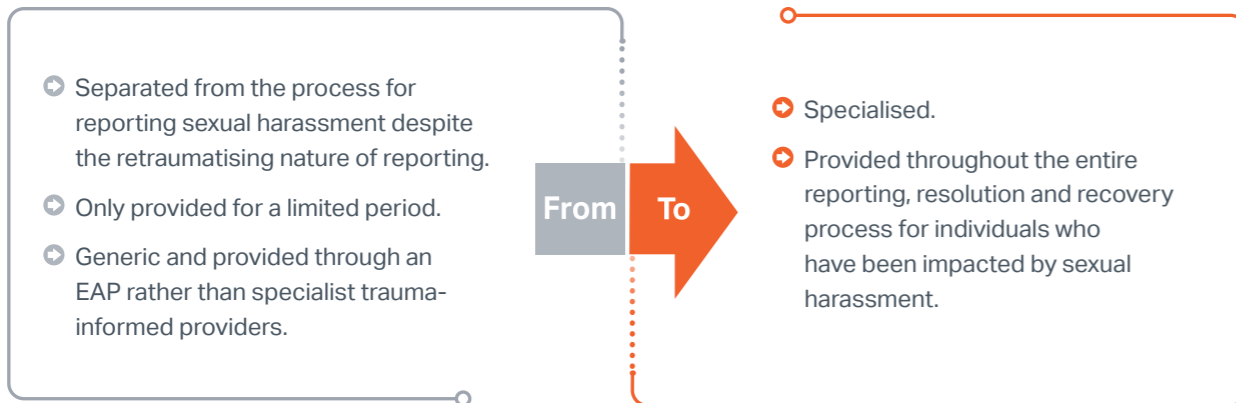 Separated from the process for
reporting sexual harassment despite
the retraumatising nature of reporting.
Only provided for a limited period.
Generic and provided through an
EAP rather than specialist trauma-
informed providers.
From
To
Specialised.
Provided throughout the entire
reporting, resolution and recovery
process for individuals who
have been impacted by sexual
harassment.